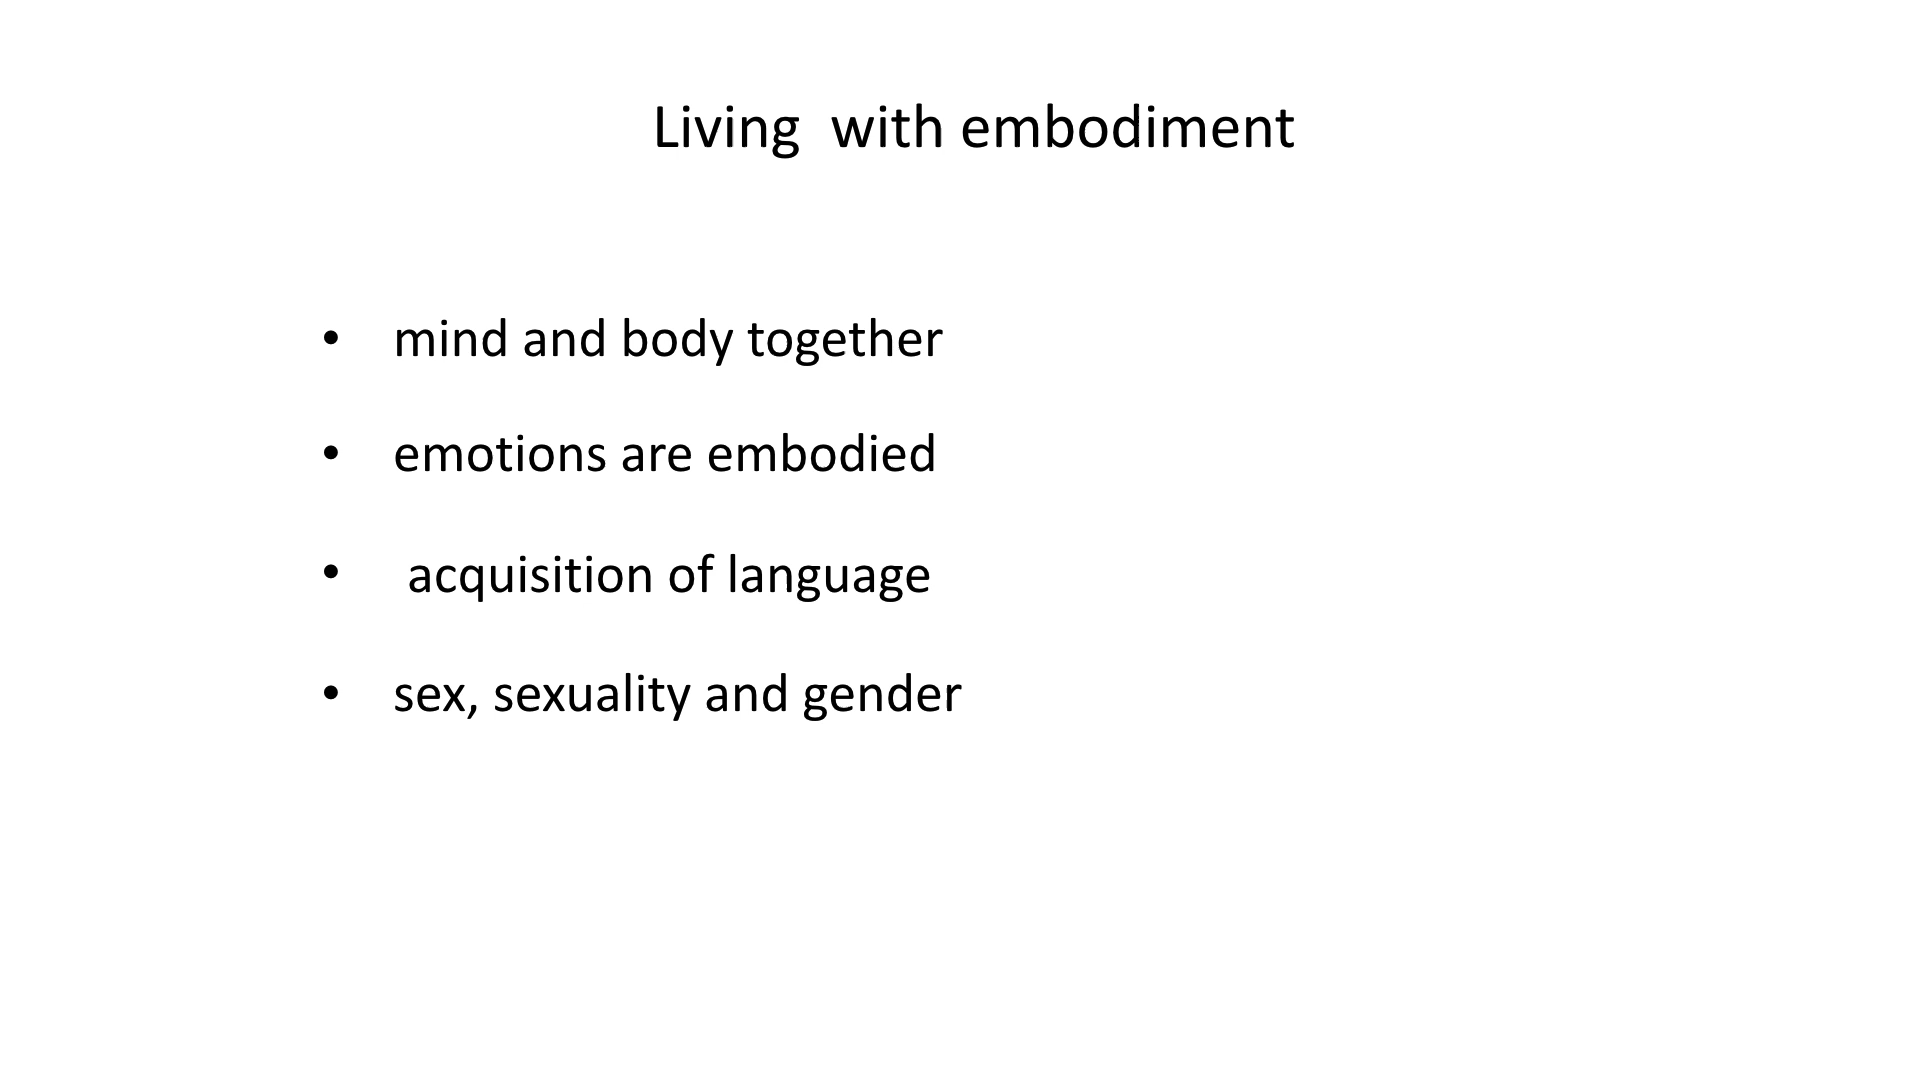 Living  with embodiment
• mind and body together
• emotions are embodied
• acquisition of language
• sex, sexuality and gender